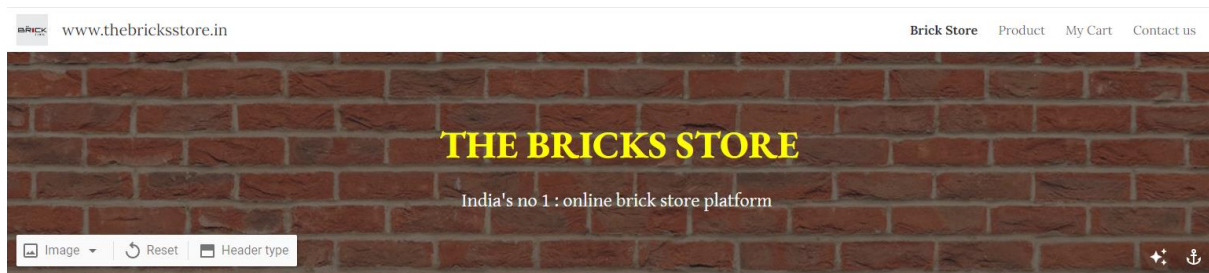 BRICK
www.thebricksstore.in
Brick Store Product My Cart Contact us
THE BRICKS STORE
India's no 1 : online brick store platform
Image Reset Header type